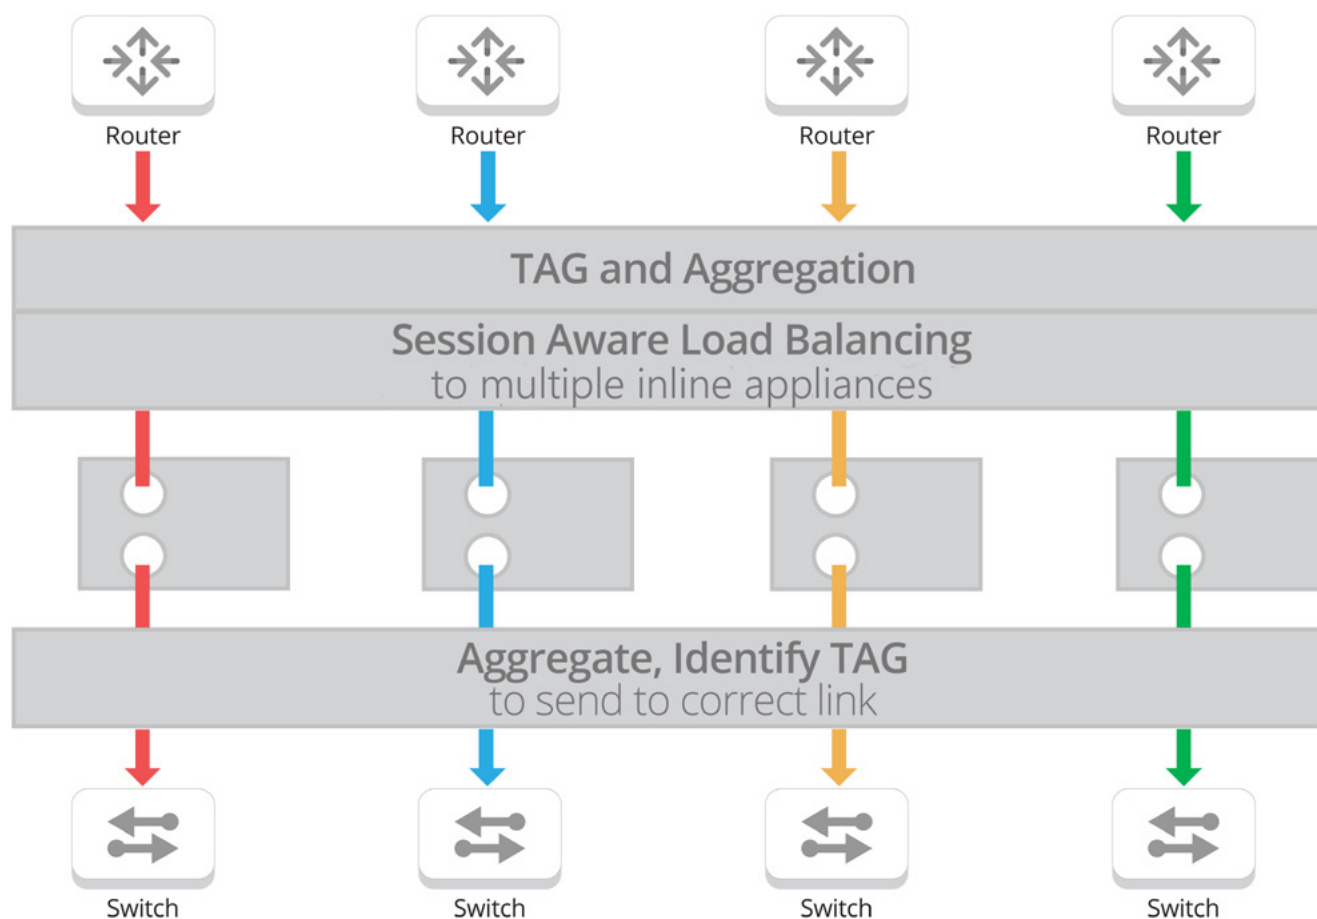 Router
Router
Router
Router
TAG and Aggregation
Session Aware Load Balancing
to multiple inline appliances
Aggregate, Identify TAG
to send to correct link
Switch
Switch
Switch
Switch